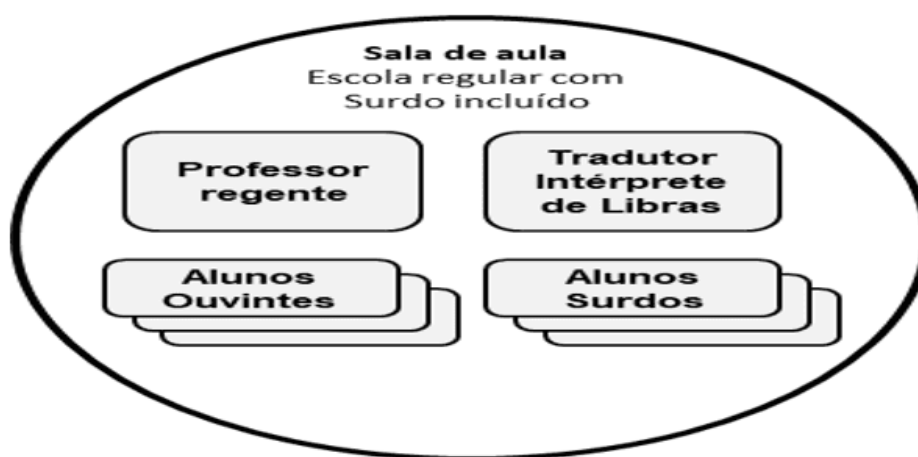 Sala de aula
Escola regular com
Surdo incluído
Professor
regente
Tradutor
Intérprete
de Libras
Alunos
Ouvintes
Alunos
Surdos